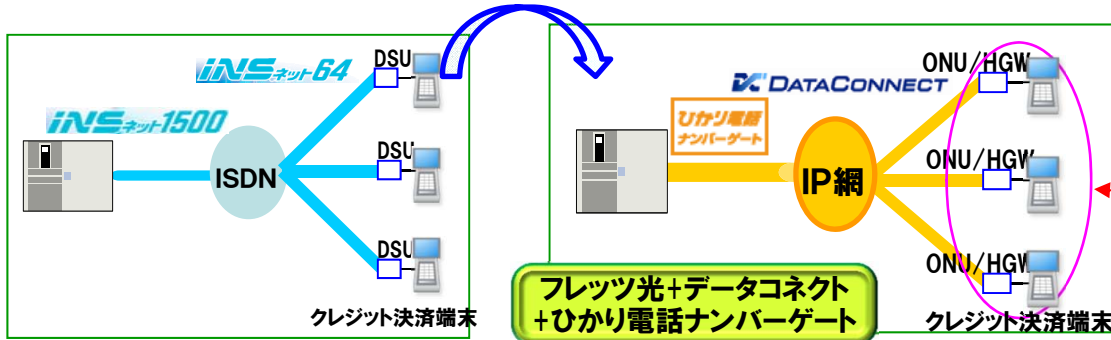 INSネット64
DSU
INSネット1500
DSU
ISDN
DSU
クレジット決済端末
ONU/HGW
DATACONNECT
ひかり電話
ナンバーゲート
ONU/HGW
IP網
ONU/HGW
フレッツ光+データコネクト
+ひかり電話ナンバーゲート
クレジット決済端末